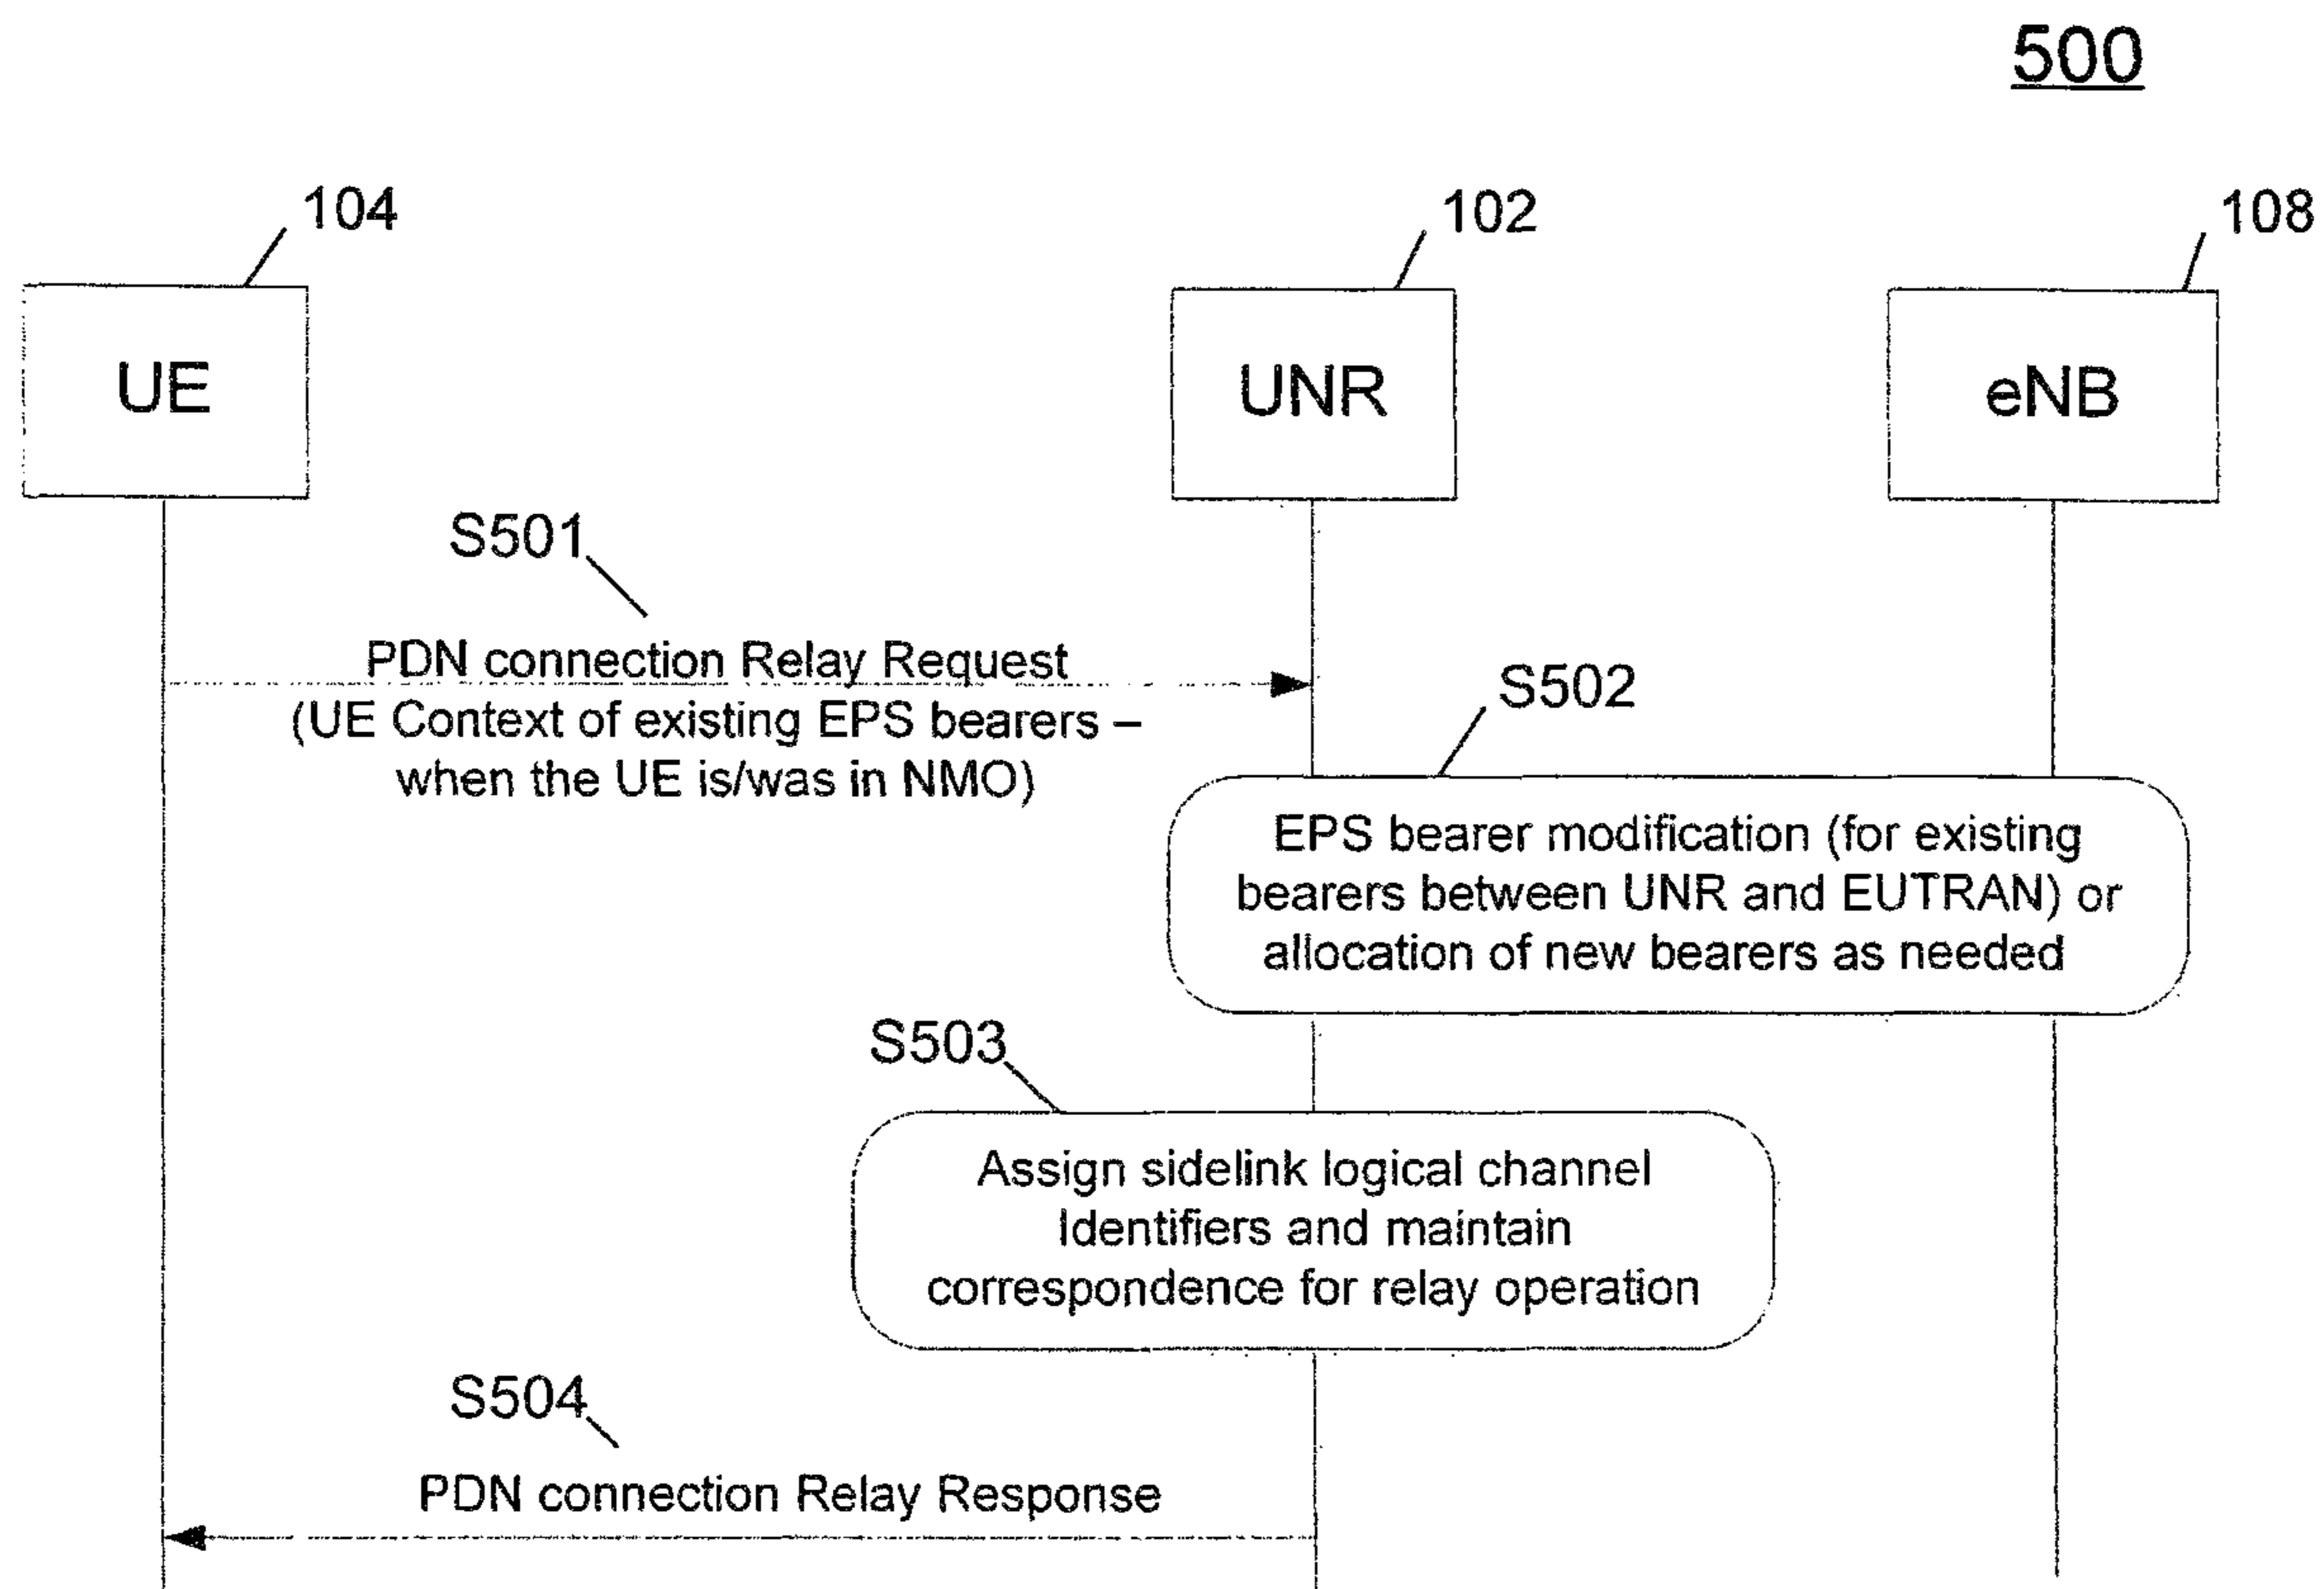 500
104
102
108
UE
UNR
eNB
S501
PDN connection Relay Request
(UE Context of existing EPS bearers –
when the UE is/was in NMO)
S502
EPS bearer modification (for existing
bearers between UNR and EUTRAN) or
allocation of new bearers as needed
S503
Assign sidelink logical channel
Identifiers and maintain
correspondence for relay operation
S504
PDN connection Relay Response